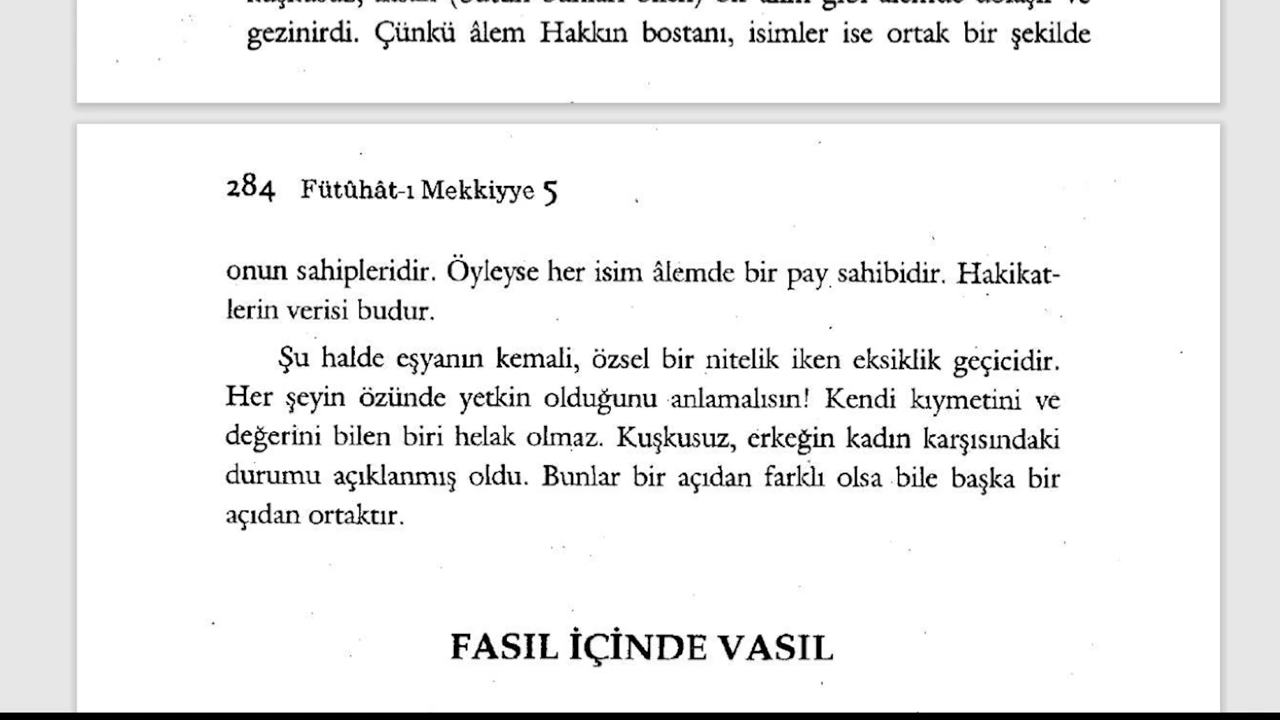 gezinirdi. Çünkü âlem Hakkın bostanı, isimler ise ortak bir şekilde
284 Fütûhât-ı Mekkiyye 5
onun sahipleridir. Öyleyse her isim âlemde bir pay sahibidir. Hakikat-
lerin verisi budur.
Şu halde eşyanın kemali, özsel bir nitelik iken eksiklik geçicidir.
Her şeyin özünde yetkin olduğunu anlamalısın! Kendi kıymetini ve
değerini bilen biri helak olmaz. Kuşkusuz, erkeğin kadın karşısındaki
durumu açıklanmış oldu. Bunlar bir açıdan farklı olsa bile başka bir
açıdan ortaktır.
FASIL İÇİNDE VASIL